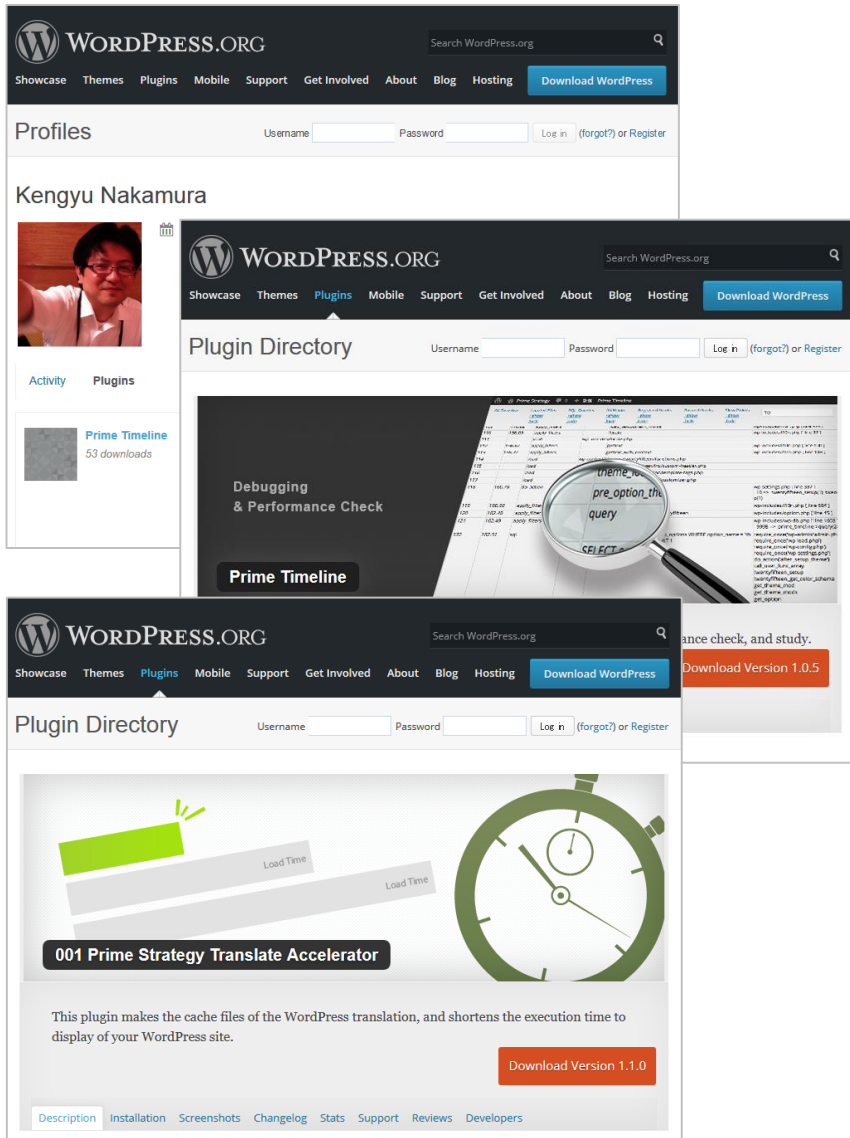 WORDPRESS.ORG
Search WordPress.org
Showcase Themes Plugins Mobile Support Get Involved About Blog Hosting Download WordPress
Profiles
Username Password Log in (forgot?) or Register
Kengyu Nakamura
Activity Plugins
Prime Timeline
53 downloads
WORDPRESS.ORG
Search WordPress.org
Showcase Themes Plugins Mobile Support Get Involved About Blog Hosting Download WordPress
Plugin Directory
Username Password Log in (forgot?) or Register
Debugging
& Performance Check
theme_lo
pre_option_the
query
SELECT
Prime Timeline
ance check, and study.
Download Version 1.0.5
WORDPRESS.ORG
Search WordPress.org
Showcase Themes Plugins Mobile Support Get Involved About Blog Hosting Download WordPress
Plugin Directory
Username Password Log in (forgot?) or Register
Load Time
Load Time
001 Prime Strategy Translate Accelerator
This plugin makes the cache files of the WordPress translation, and shortens the execution time to
display of your WordPress site.
Download Version 1.1.0
Description Installation Screenshots Changelog Stats Support Reviews Developers